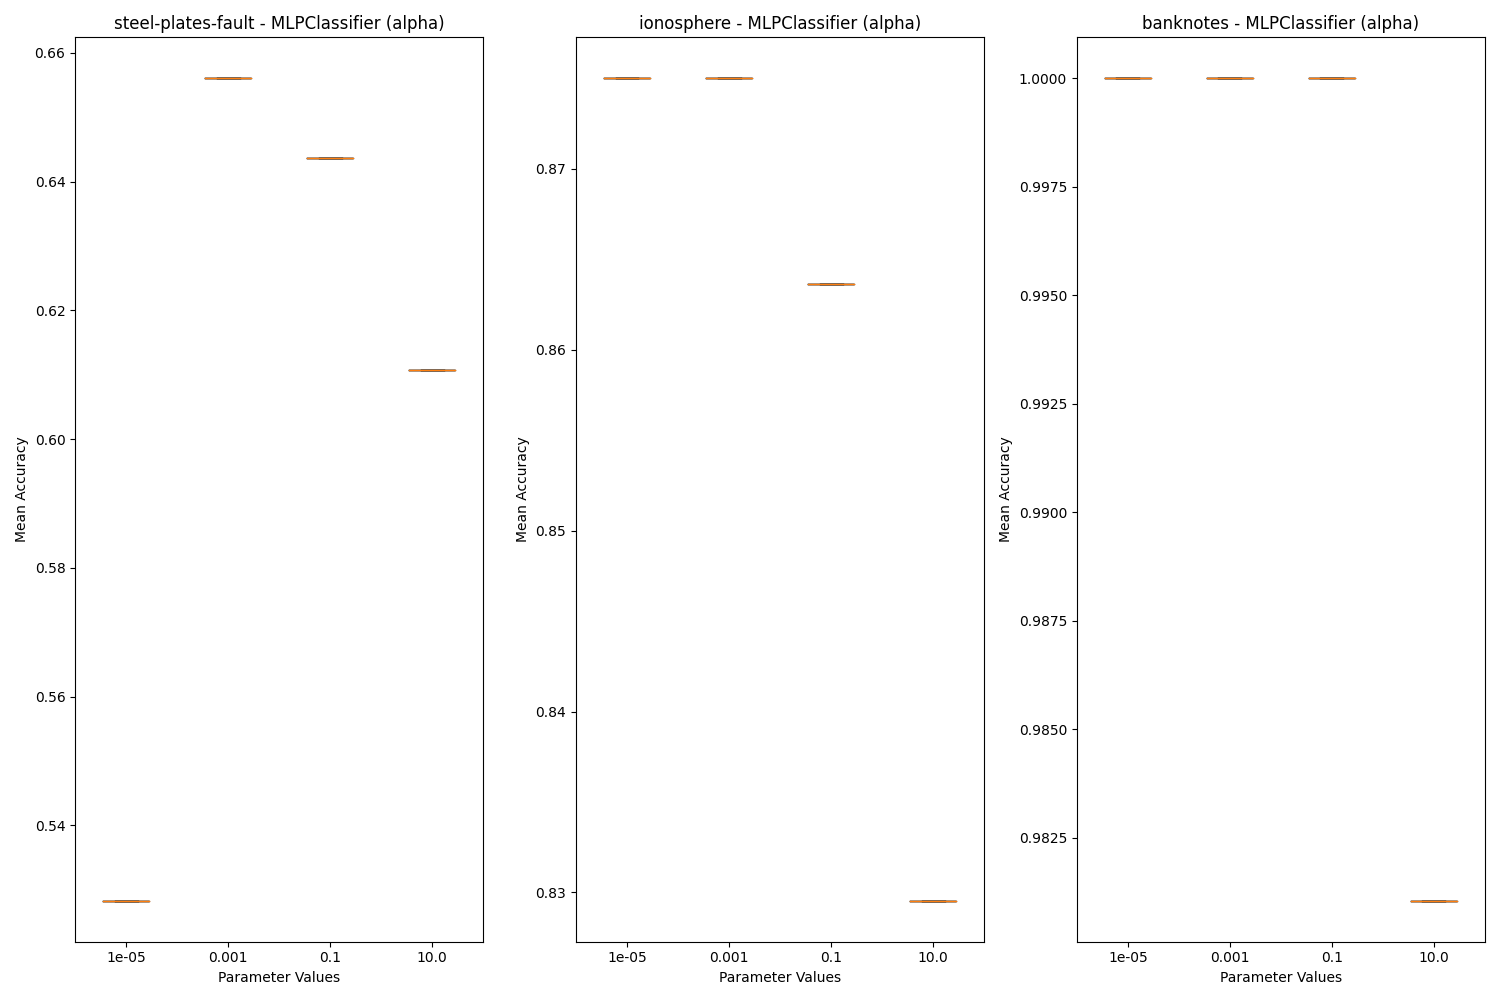 steel-plates-fault - MLPClassifier (alpha)
0.66
0.64
0.62
0.60
0.58
0.56
0.54
Mean Accuracy
1e-05 0.001 0.1 10.0
Parameter Values
ionosphere - MLPClassifier (alpha)
0.87
0.86
0.85
0.84
0.83
Mean Accuracy
1e-05 0.001 0.1 10.0
Parameter Values
banknotes - MLPClassifier (alpha)
1.0000
0.9975
0.9950
0.9925
0.9900
0.9875
0.9850
0.9825
Mean Accuracy
1e-05 0.001 0.1 10.0
Parameter Values